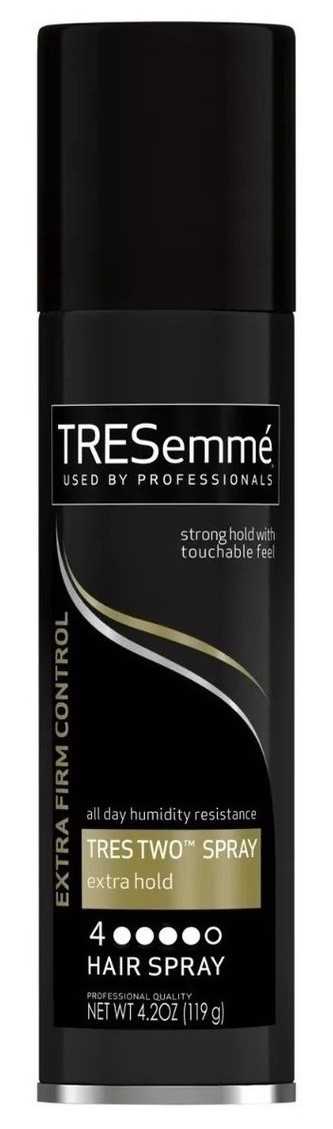 TRESemmé
USED BY PROFESSIONALS
strong hold with
touchable feel
EXTRA FIRM CONTROL
all day humidity resistance
TRES TWO™ SPRAY
extra hold
4
HAIR SPRAY
PROFESSIONAL QUALITY
NET WT 4.2OZ (119g)